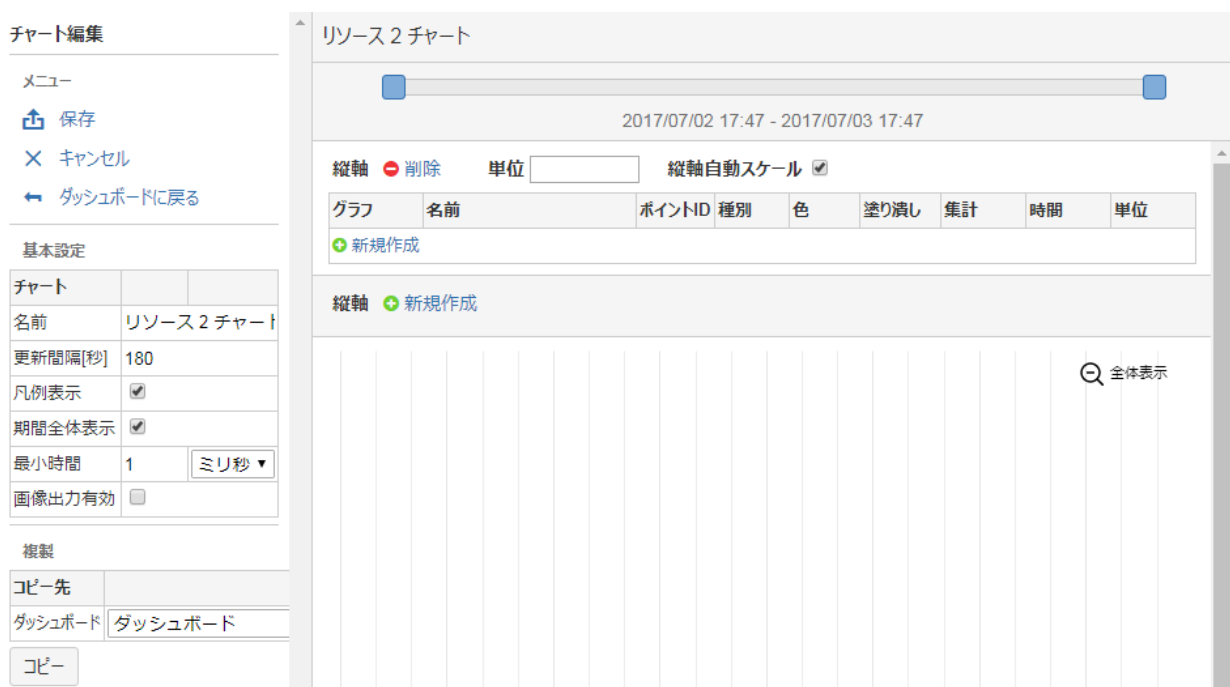 チャート編集
メニュー
保存
キャンセル
ダッシュボードに戻る
基本設定
チャート
名前 リソース 2 チャート
更新間隔[秒] 180
凡例表示
期間全体表示
最小時間 1 ミリ秒
画像出力有効
複製
コピー先
ダッシュボード ダッシュボード
コピー
リソース 2 チャート
2017/07/02 17:47 - 2017/07/03 17:47
縦軸 削除 単位 縦軸自動スケール
グラフ 名前 ポイントID 種別 色 塗り潰し 集計 時間 単位
新規作成
縦軸 新規作成
全体表示